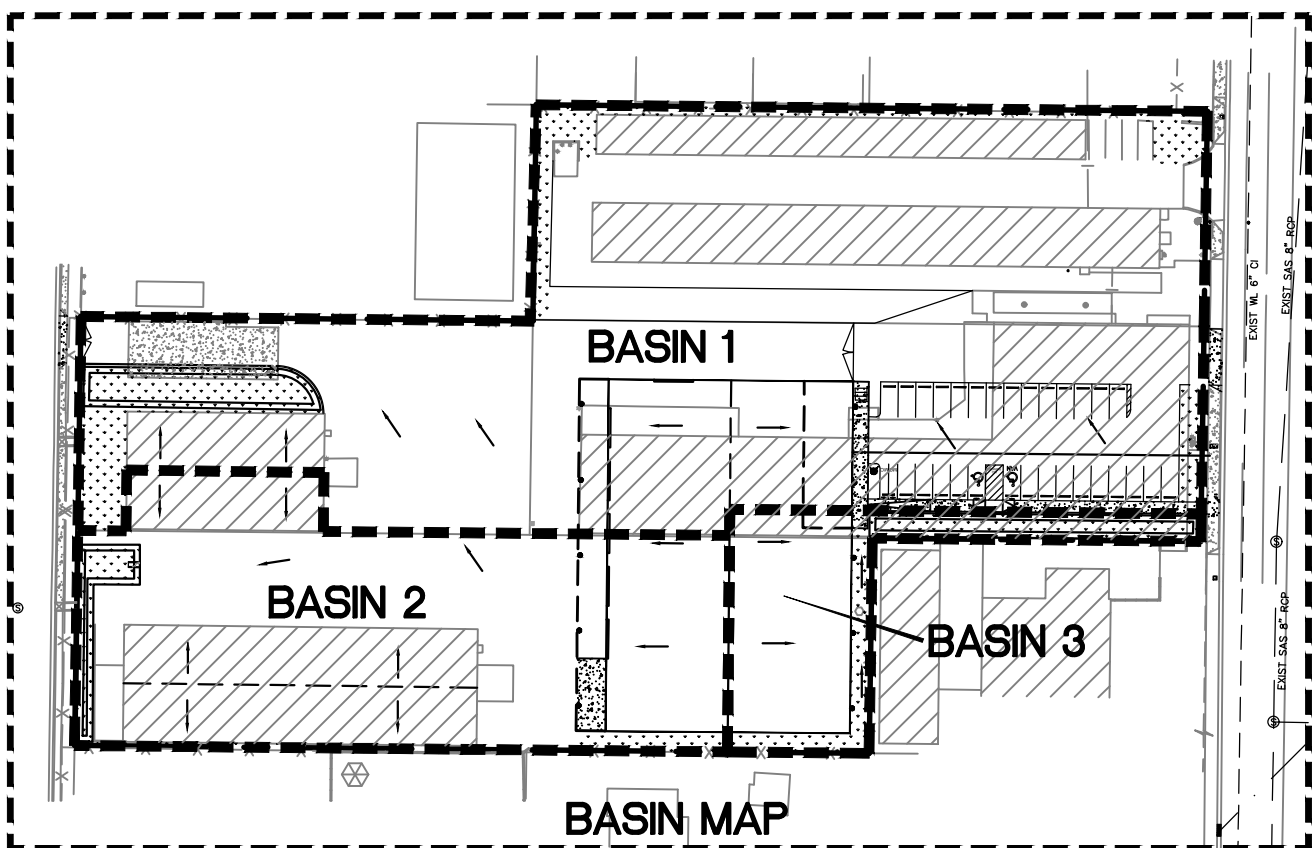 BASIN 1
BASIN 2
BASIN 3
BASIN MAP
EXIST WL 6" CI
EXIST SAS 8" RCP
EXIST SAS 8" RCP
S
S
S